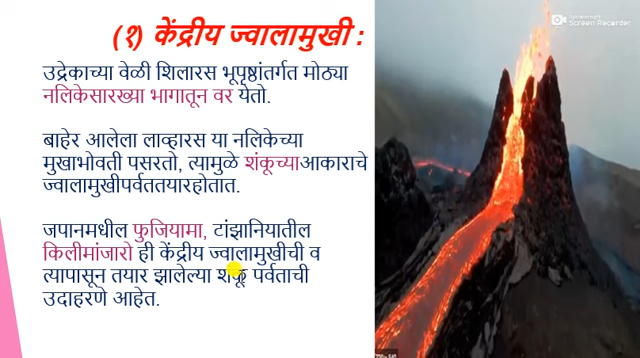 (१) केंद्रीय ज्वालामुखी :
उद्रेकाच्या वेळी शिलारस भूपृष्ठांतर्गत मोठ्या
नलिकेसारख्या भागातून वर येतो.
बाहेर आलेला लाव्हारस या नलिकेच्या
मुखाभोवती पसरतो, त्यामुळे शंकूच्याआकाराचे
ज्वालामुखीपर्वततयारहोतात.
जपानमधील फुजियामा, टांझानियातील
किलीमांजारो ही केंद्रीय ज्वालामुखीची व
त्यापासून तयार झालेल्या शंकू पर्वताची
उदाहरणे आहेत.
Screen Recorder